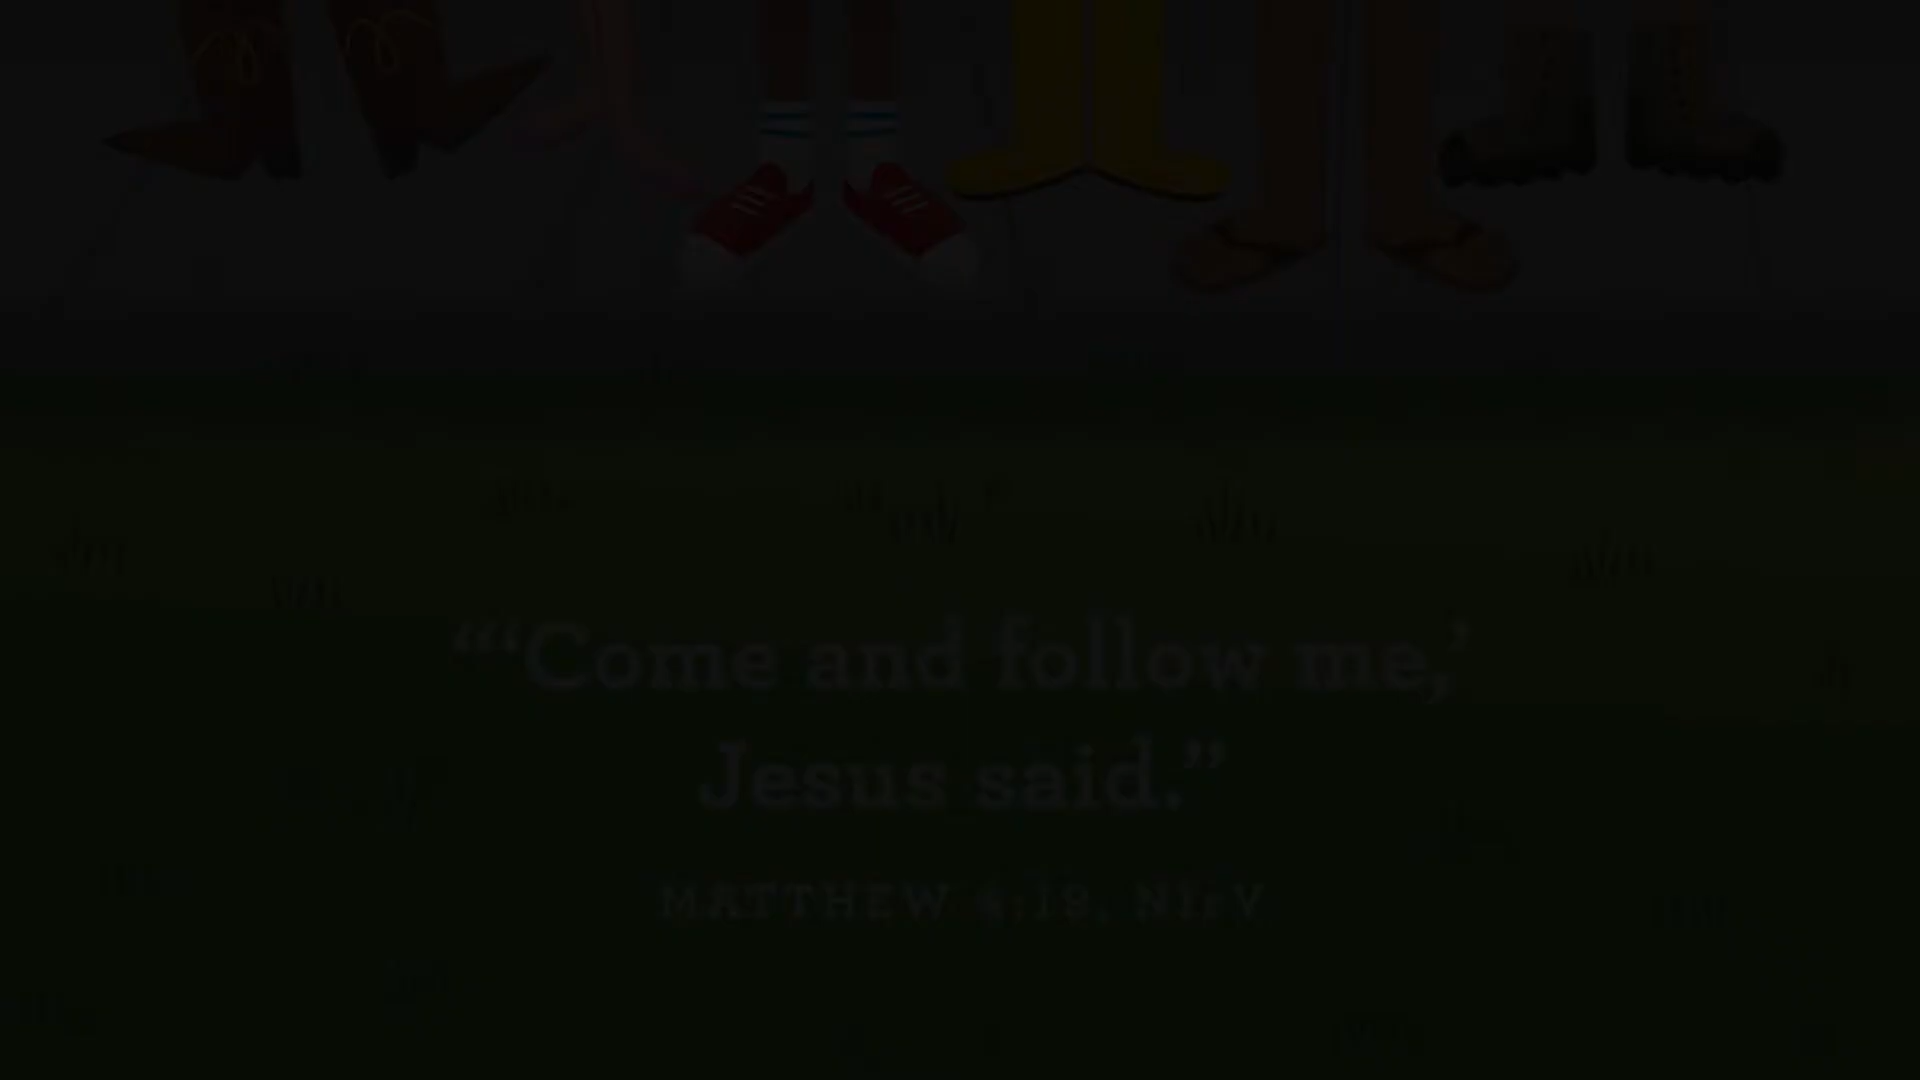 “‘Come and follow me,’
Jesus said.”
MATTHEW 4:19, NIrV